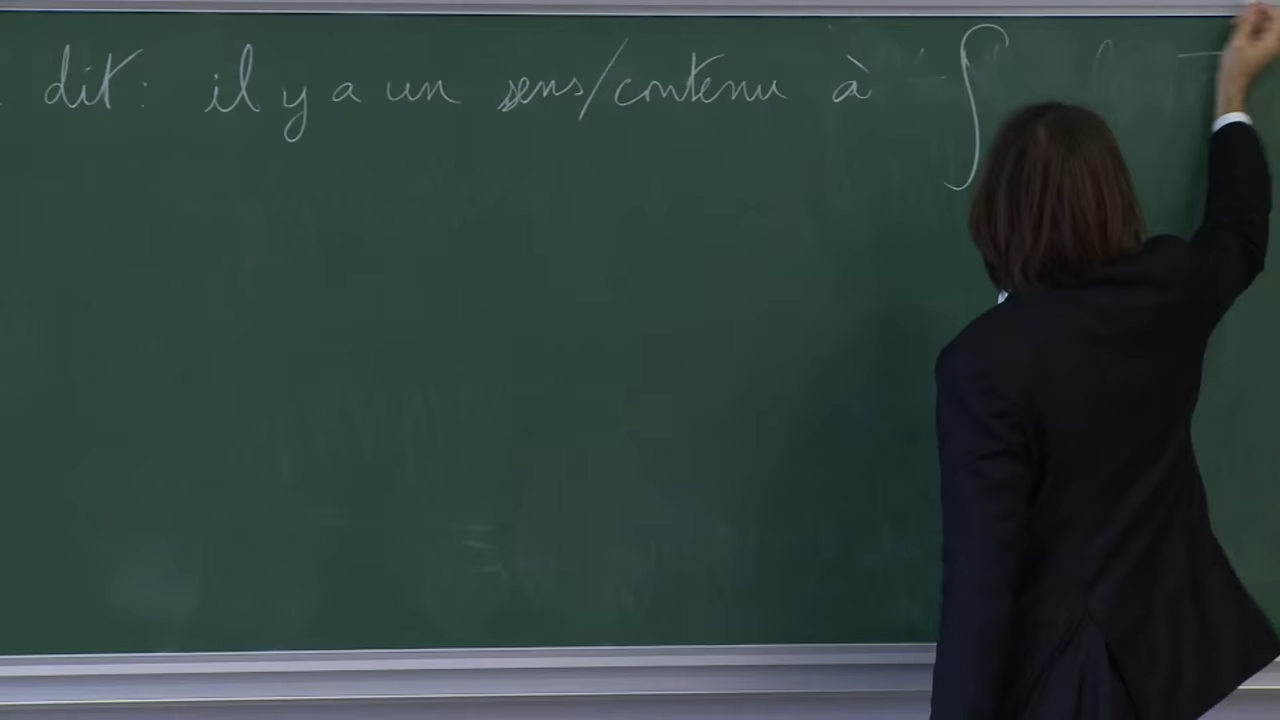 dit: il y a un sens/contenu à ∫